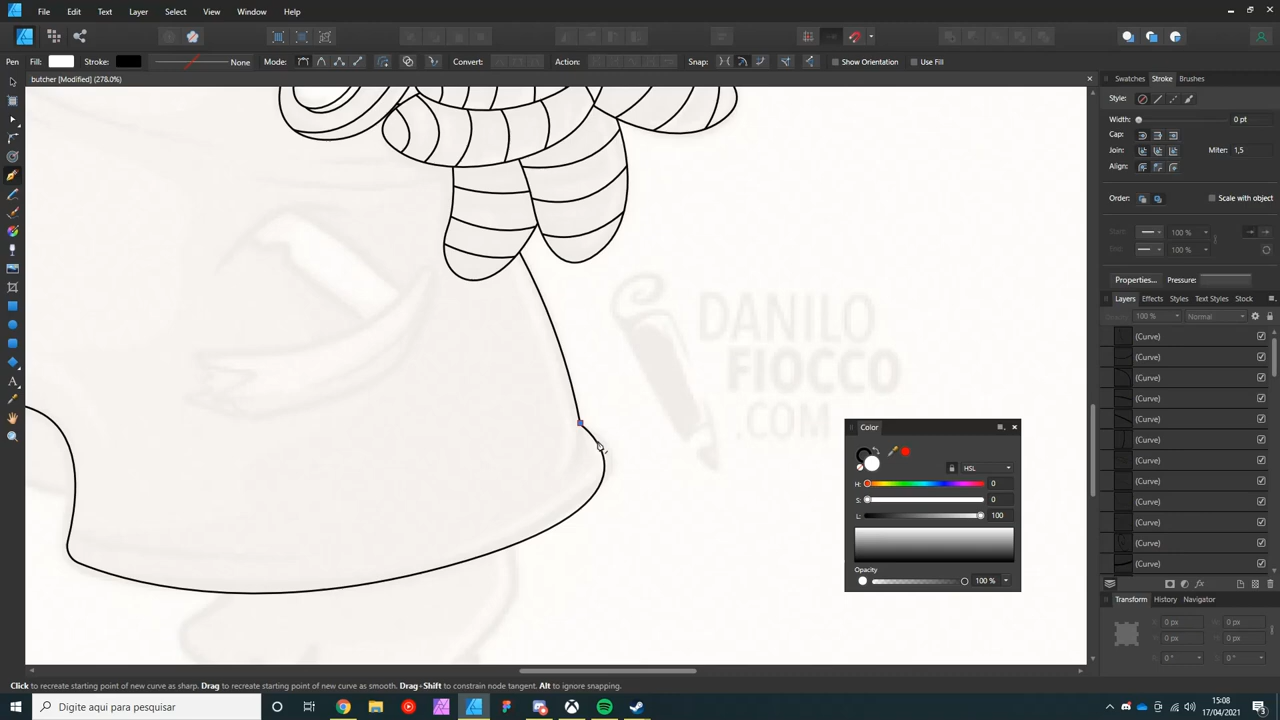 File Edit Text Layer Select View Window Help
Pen Fill: Stroke: None Mode: Convert: Action: Snap: Show Orientation Use Fill
butcher [Modified] (278.0%)
Swatches Stroke Brushes
Style:
Width: 0 pt
Cap:
Join: Miter: 1,5
Align:
Order: Scale with object
Start: 100 %
End: 100 %
Properties... Pressure:
Layers Effects Styles Text Styles Stock
Opacity: 100 % Normal
(Curve)
(Curve)
(Curve)
(Curve)
(Curve)
(Curve)
(Curve)
(Curve)
(Curve)
(Curve)
(Curve)
(Curve)
DANILO
FIOCCO
.COM
Color
HSL
H: 0
S: 0
L: 100
Opacity
100 %
Transform History Navigator
X: 0 px W: 0 px
Y: 0 px H: 0 px
R: 0 ° S: 0 °
Click to recreate starting point of new curve as sharp. Drag to recreate starting point of new curve as smooth. Drag+Shift to constrain node tangent. Alt to ignore snapping.
Digite aqui para pesquisar
15:08
17/04/2021